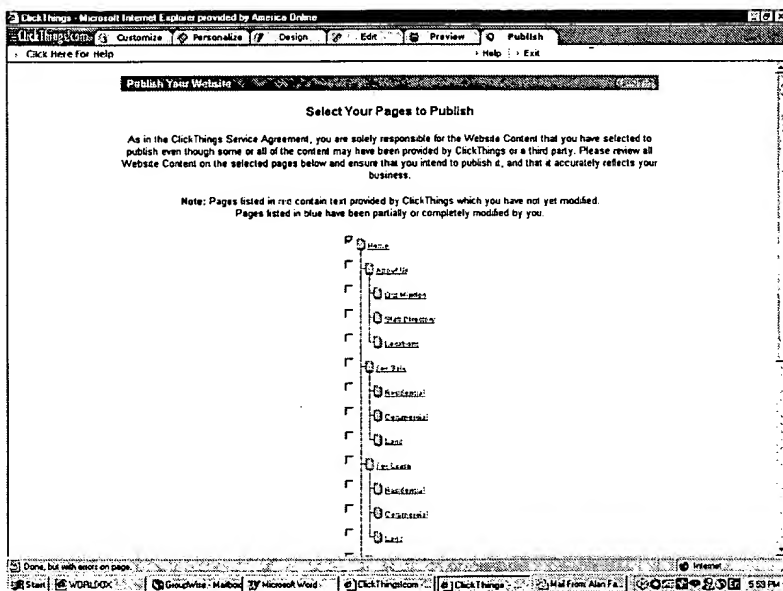 ClickThings - Microsoft Internet Explorer provided by America Online
ClickThings.com Customize Personalize Design Edit Preview Publish
Click Here For Help Help Exit
Publish Your Website
Select Your Pages to Publish
As in the ClickThings Service Agreement, you are solely responsible for the Website Content that you have selected to
publish even though some or all of the content may have been provided by ClickThings or a third party. Please review all
Website Content on the selected pages below and ensure that you intend to publish it, and that it accurately reflects your
business.
Note: Pages listed in red contain text provided by ClickThings which you have not yet modified.
Pages listed in blue have been partially or completely modified by you.
Home
About Us
Our Mission
Staff Directory
Locations
For Sale
Residential
Commercial
Land
For Lease
Residential
Commercial
Land
Done, but with errors on page. Internet
Start WORLDOX Groupwise - Mailbox Microsoft Word ClickThings.com - ... ClickThings - ... Mail From: Alan Fa... 5:53 PM